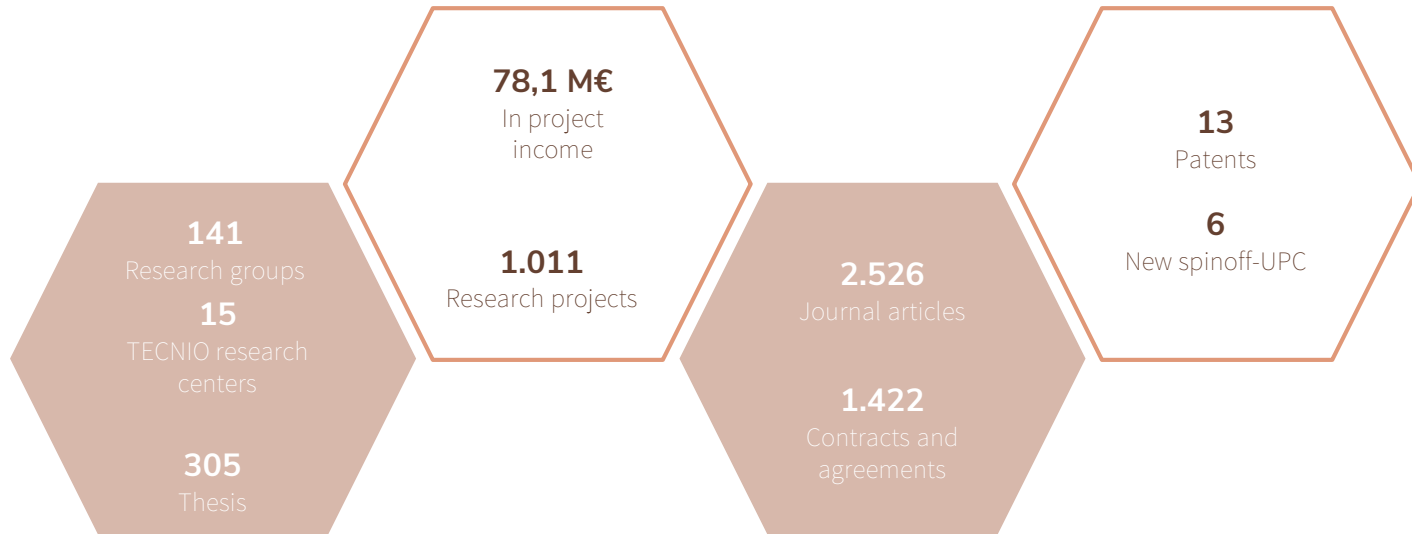 141
Research groups
15
TECNIO research
centers
305
Thesis
78,1 M€
In project
income
1.011
Research projects
2.526
Journal articles
1.422
Contracts and
agreements
13
Patents
6
New spinoff-UPC